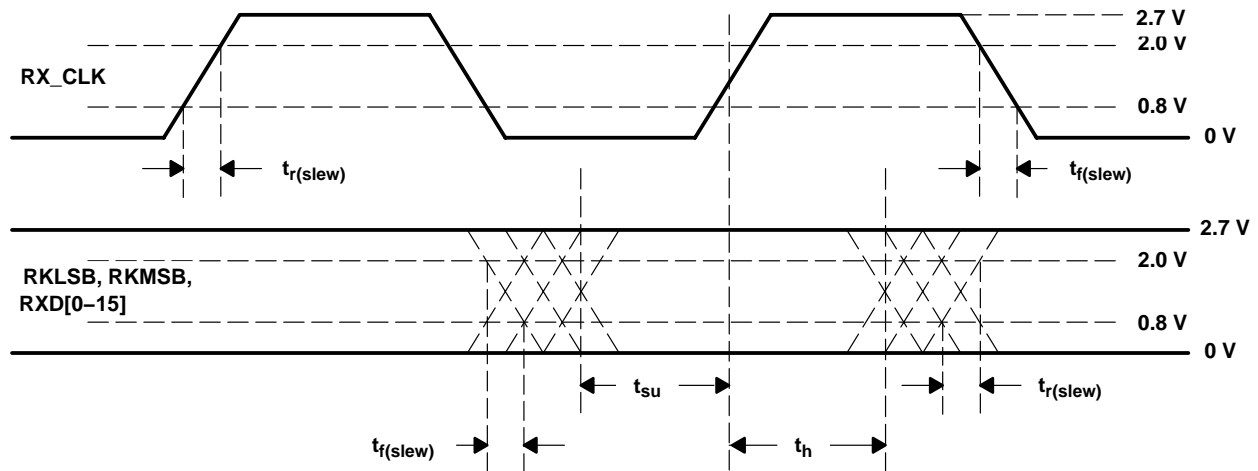 2.7 V
2.0 V
RX_CLK
0.8 V
0 V
tr(slew)
tf(slew)
2.7 V
2.0 V
RKLSB, RKMSB,
RXD[0–15]
0.8 V
0 V
tsu
tr(slew)
tf(slew)
th